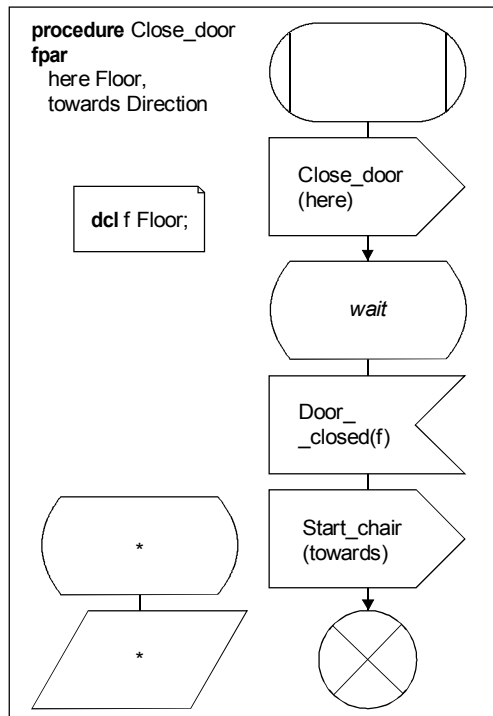 procedure Close_door
fpar
here Floor,
towards Direction
Close_door
(here)
dcl f Floor;
wait
Door_
_closed(f)
Start_chair
(towards)
*
*